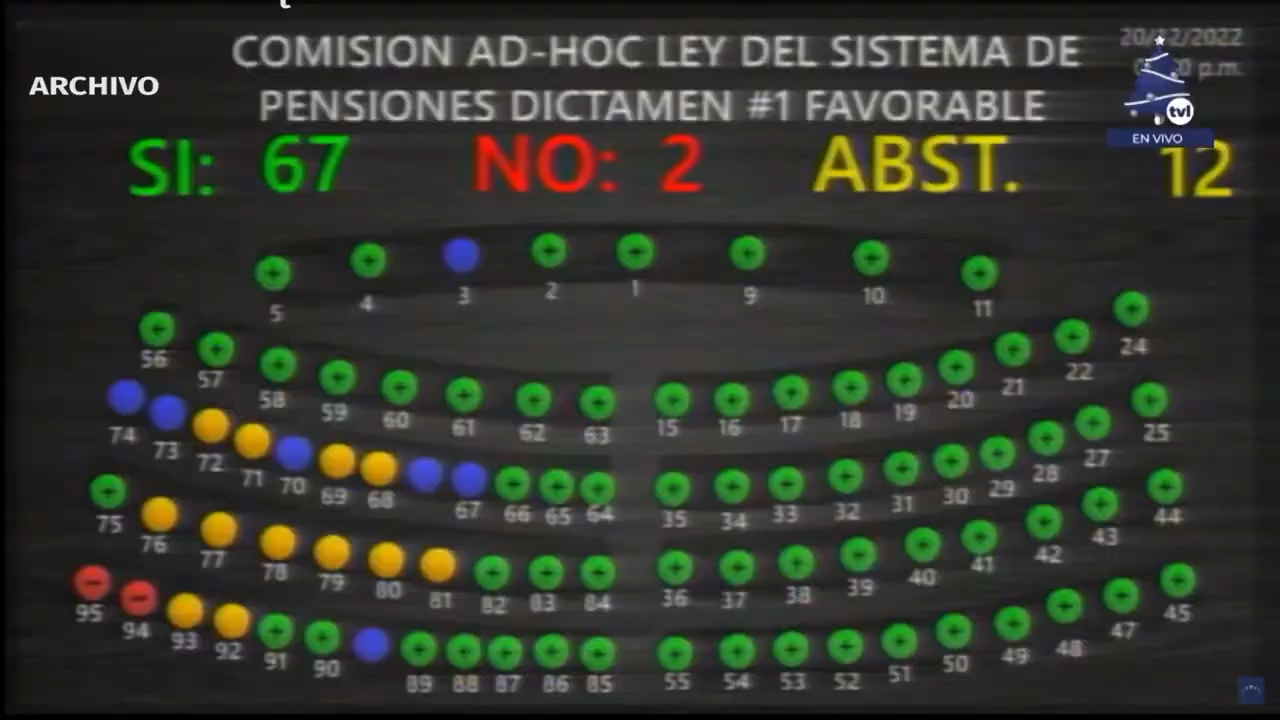 COMISION AD-HOC LEY DEL SISTEMA DE
PENSIONES DICTAMEN #1 FAVORABLE
20/12/2022
p.m.
ARCHIVO
tvl
EN VIVO
SI: 67 NO: 2 ABST. 12
5 4 3 2 1 9 10 11
56 57 58 59 60 61 62 63 15 16 17 18 19 20 21 22 24
74 73 72 71 70 69 68 67 66 65 64 35 34 33 32 31 30 29 28 27 25
75 76 77 78 79 80 81 82 83 84 36 37 38 39 40 41 42 43 44
95 94 93 92 91 90 89 88 87 86 85 55 54 53 52 51 50 49 48 47 45